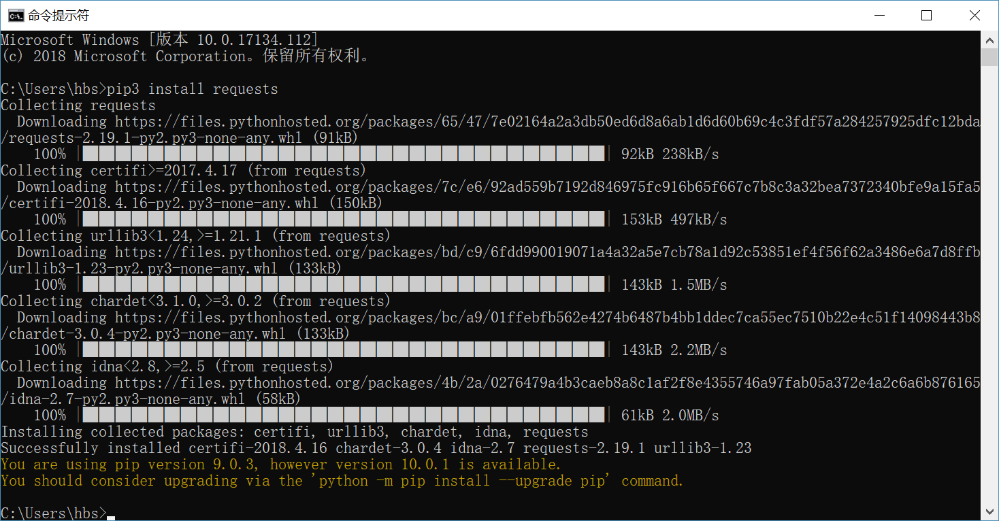 命令提示符
Microsoft Windows [版本 10.0.17134.112]
(c) 2018 Microsoft Corporation。保留所有权利。
C:\Users\hbs>pip3 install requests
Collecting requests
  Downloading https://files.pythonhosted.org/packages/65/47/7e02164a2a3db50ed6d8a6ab1d6d60b69c4c3fdf57a284257925dfc12bda
/requests-2.19.1-py2.py3-none-any.whl (91kB)
    100% || 92kB 238kB/s
Collecting certifi>=2017.4.17 (from requests)
  Downloading https://files.pythonhosted.org/packages/7c/e6/92ad559b7192d846975fc916b65f667c7b8c3a32bea7372340bfe9a15fa5
/certifi-2018.4.16-py2.py3-none-any.whl (150kB)
    100% || 153kB 497kB/s
Collecting urllib3<1.24,>=1.21.1 (from requests)
  Downloading https://files.pythonhosted.org/packages/bd/c9/6fdd990019071a4a32a5e7cb78a1d92c53851ef4f56f62a3486e6a7d8ffb
/urllib3-1.23-py2.py3-none-any.whl (133kB)
    100% || 143kB 1.5MB/s
Collecting chardet<3.1.0,>=3.0.2 (from requests)
  Downloading https://files.pythonhosted.org/packages/bc/a9/01ffebfb562e4274b6487b4bb1ddec7ca55ec7510b22e4c51f14098443b8
/chardet-3.0.4-py2.py3-none-any.whl (133kB)
    100% || 143kB 2.2MB/s
Collecting idna<2.8,>=2.5 (from requests)
  Downloading https://files.pythonhosted.org/packages/4b/2a/0276479a4b3caeb8a8c1af2f8e4355746a97fab05a372e4a2c6a6b876165
/idna-2.7-py2.py3-none-any.whl (58kB)
    100% || 61kB 2.0MB/s
Installing collected packages: certifi, urllib3, chardet, idna, requests
Successfully installed certifi-2018.4.16 chardet-3.0.4 idna-2.7 requests-2.19.1 urllib3-1.23
You are using pip version 9.0.3, however version 10.0.1 is available.
You should consider upgrading via the 'python -m pip install --upgrade pip' command.
C:\Users\hbs>